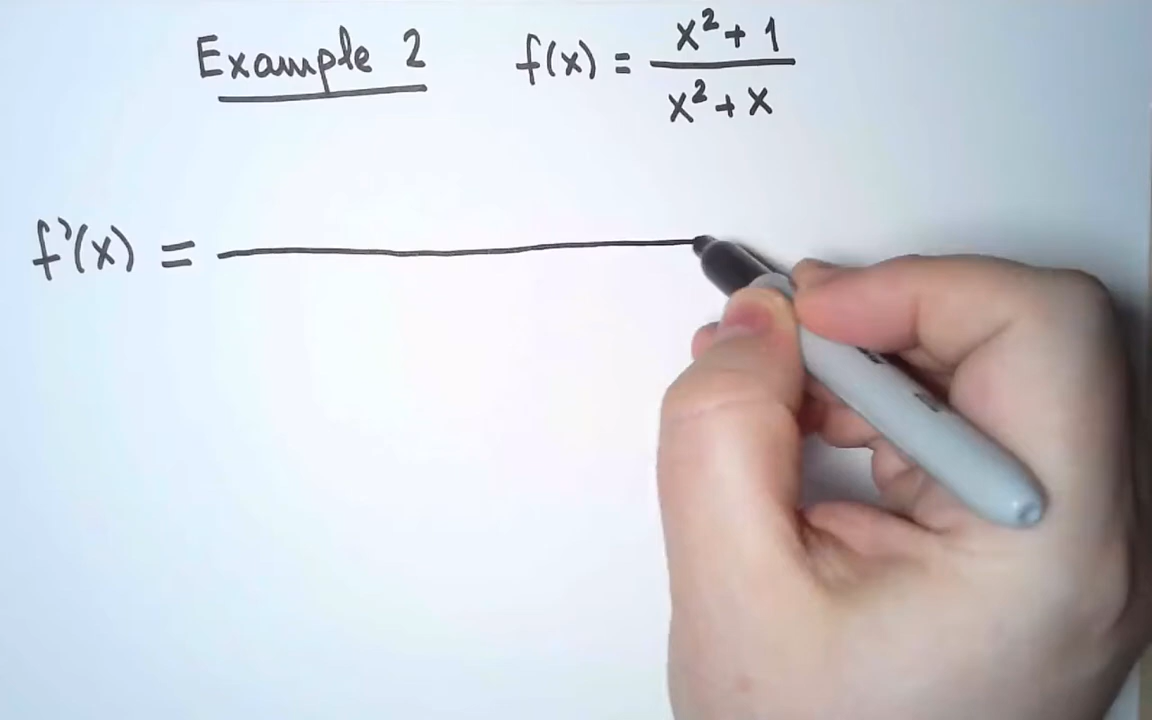 Example 2 f(x) = x² + 1 / x² + x
f'(x) =